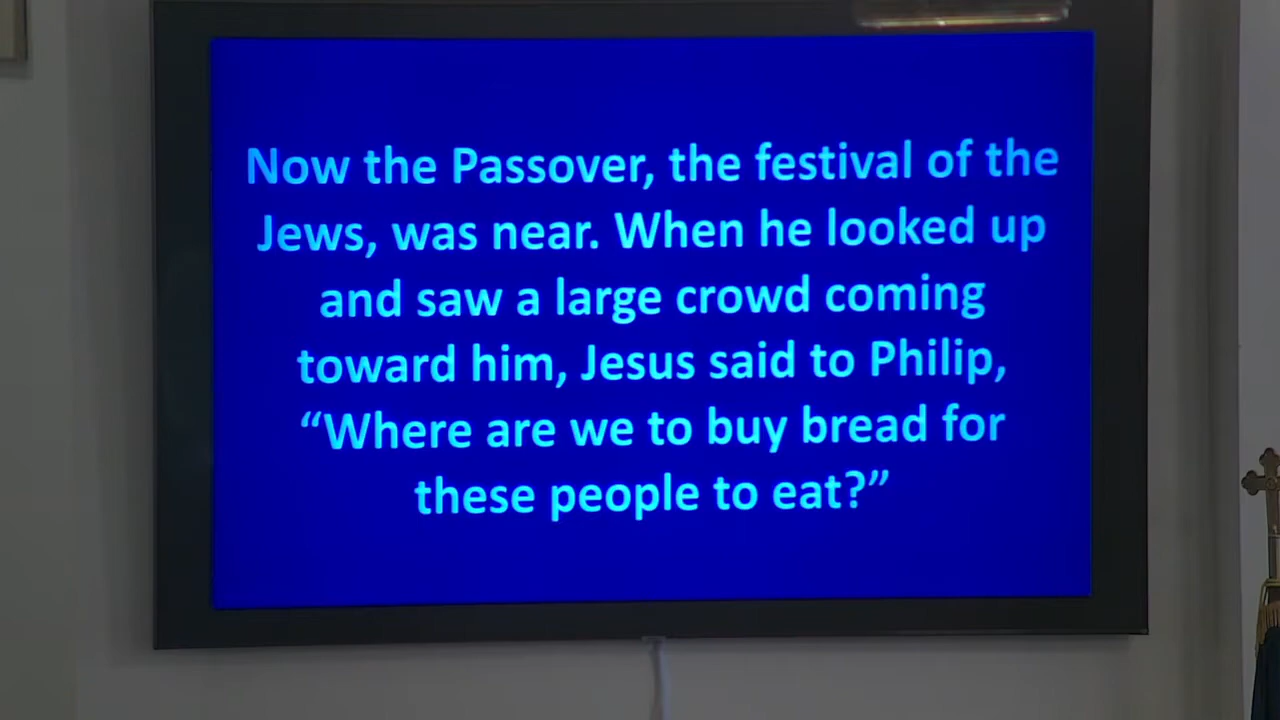 Now the Passover, the festival of the
Jews, was near. When he looked up
and saw a large crowd coming
toward him, Jesus said to Philip,
“Where are we to buy bread for
these people to eat?”